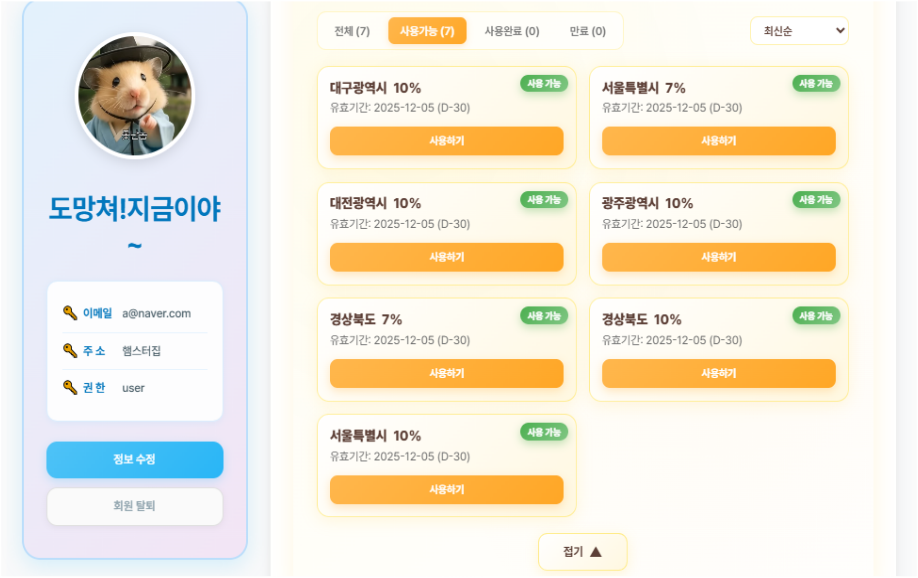 도망쳐!지금이야
~
이메일 a@naver.com
주 소 햄스터집
권 한 user
정보 수정
회원 탈퇴
전체 (7) 사용가능 (7) 사용완료 (0) 만료 (0) 최신순
대구광역시 10% 사용 가능
유효기간: 2025-12-05 (D-30)
사용하기
서울특별시 7% 사용 가능
유효기간: 2025-12-05 (D-30)
사용하기
대전광역시 10% 사용 가능
유효기간: 2025-12-05 (D-30)
사용하기
광주광역시 10% 사용 가능
유효기간: 2025-12-05 (D-30)
사용하기
경상북도 7% 사용 가능
유효기간: 2025-12-05 (D-30)
사용하기
경상북도 10% 사용 가능
유효기간: 2025-12-05 (D-30)
사용하기
서울특별시 10% 사용 가능
유효기간: 2025-12-05 (D-30)
사용하기
접기 ▲